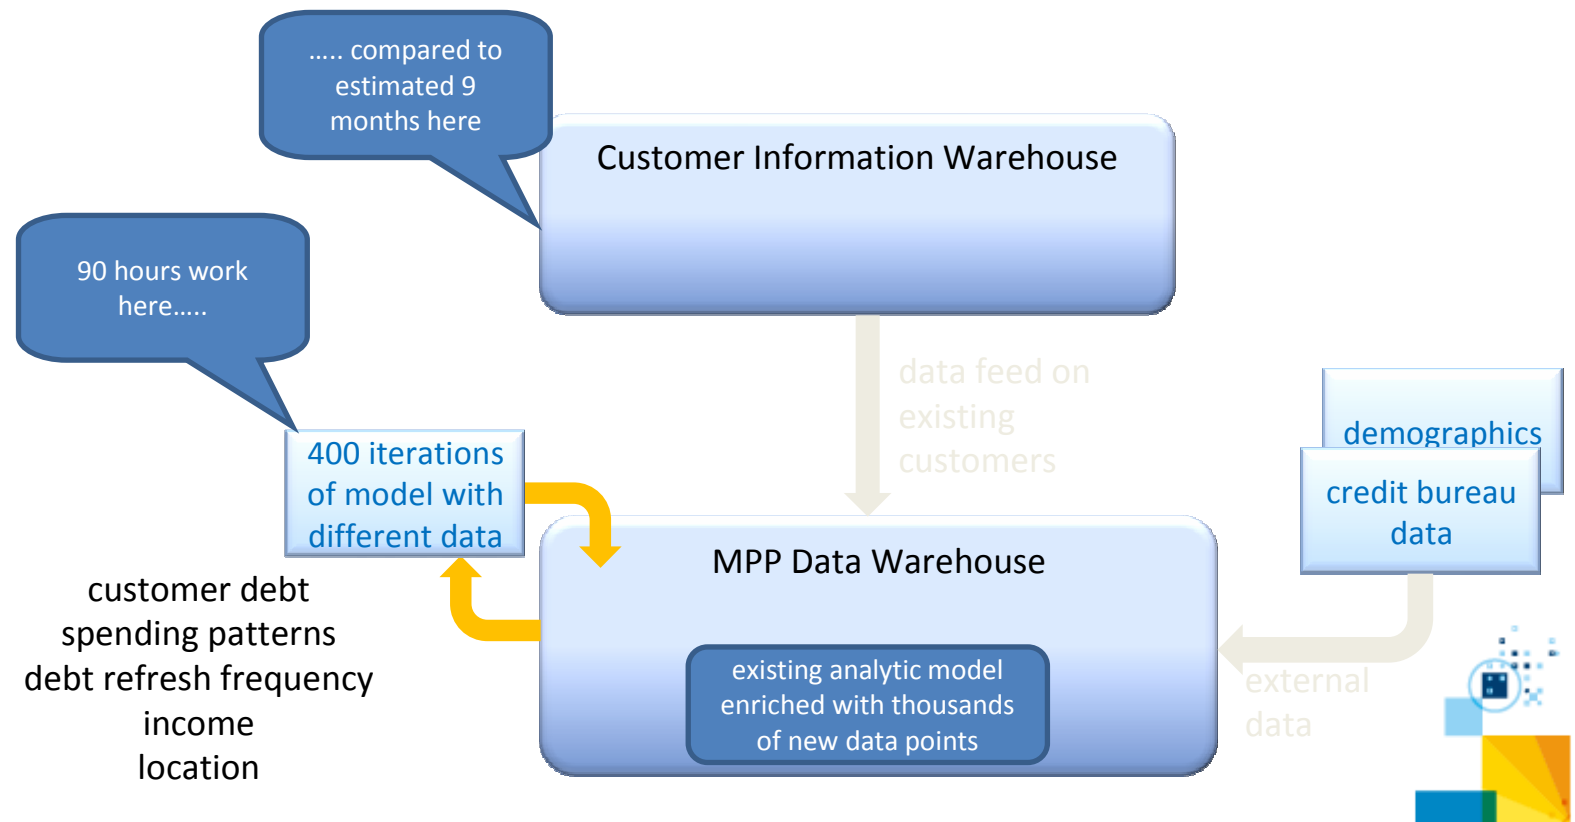 ….. compared to
estimated 9
months here
Customer Information Warehouse
90 hours work
here…..
data feed on
existing
customers
demographics
credit bureau
data
400 iterations
of model with
different data
MPP Data Warehouse
customer debt
spending patterns
debt refresh frequency
income
location
existing analytic model
enriched with thousands
of new data points
external
data